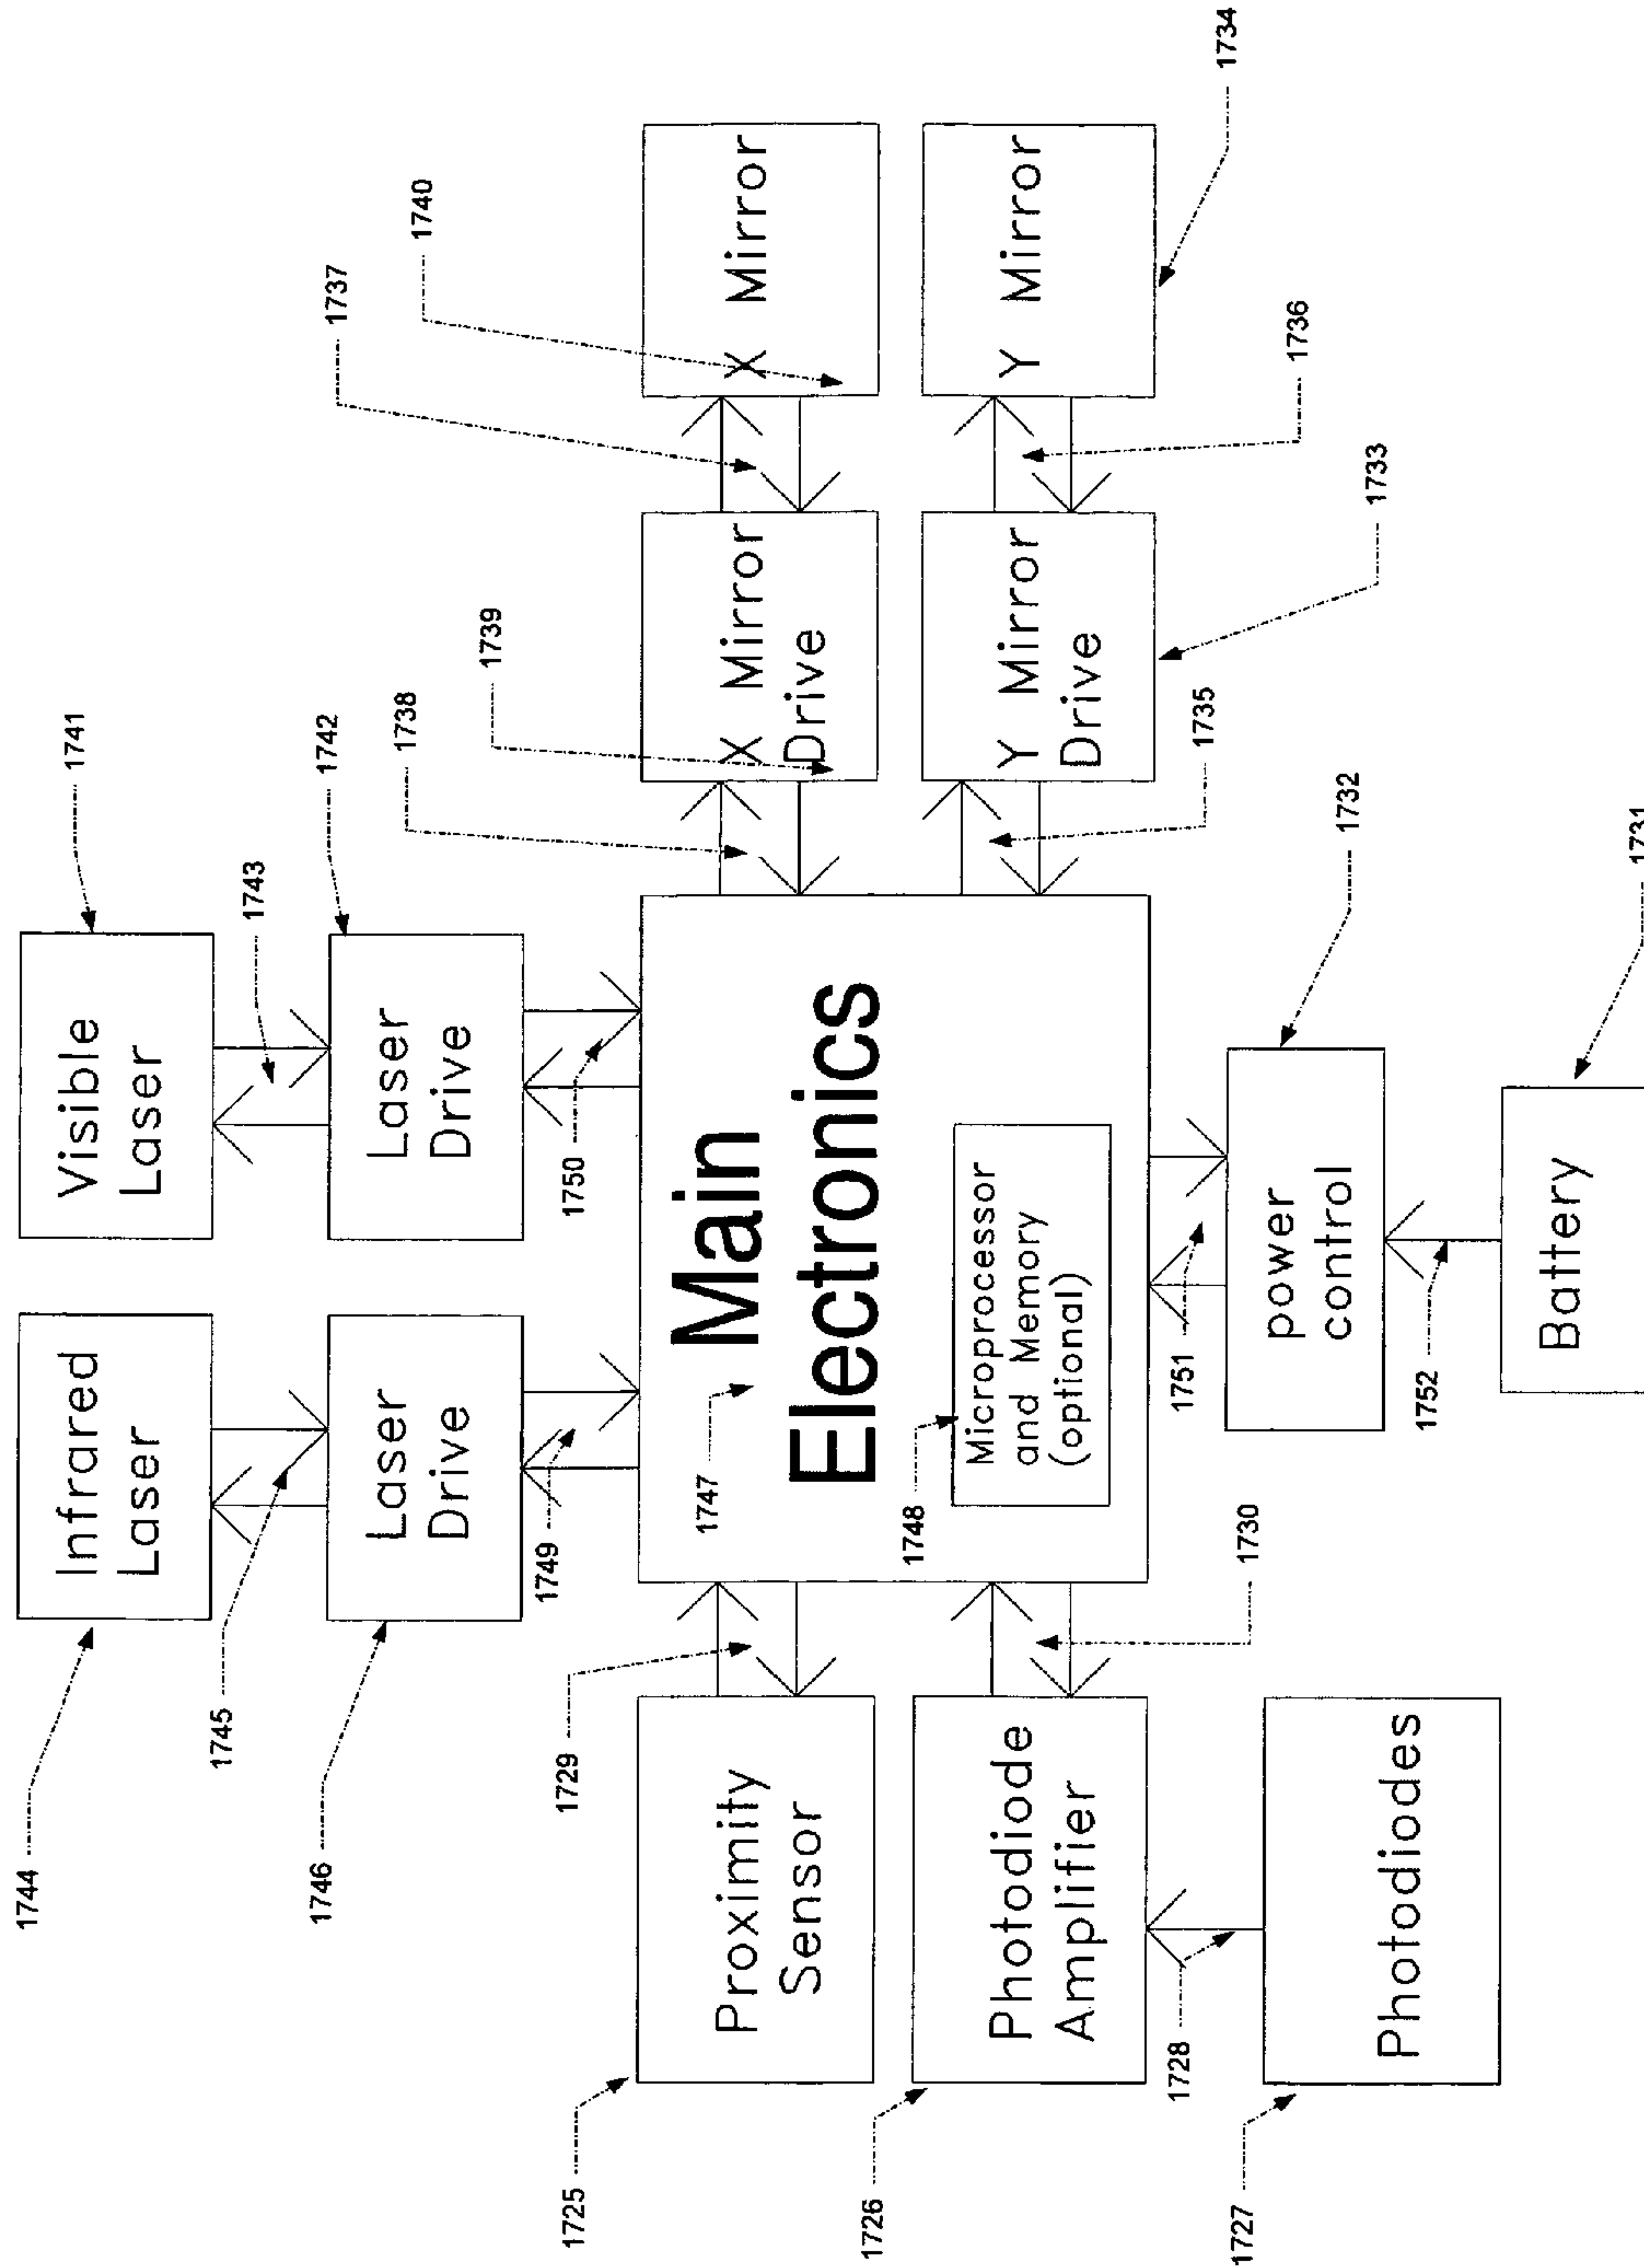 1744
Infrared
Laser
Visible
Laser
1741
1745
1743
1746
Laser
Drive
Laser
Drive
1742
1749
1750
1725
Proximity
Sensor
1729
1747
Main
Electronics
1738
X Mirror
Drive
1739
1737
X Mirror
1740
1726
Photodiode
Amplifier
1730
1748
Microprocessor
and Memory
(optional)
1735
Y Mirror
Drive
1733
1736
Y Mirror
1734
1728
1727
Photodiodes
1751
power
control
1732
1752
Battery
1731